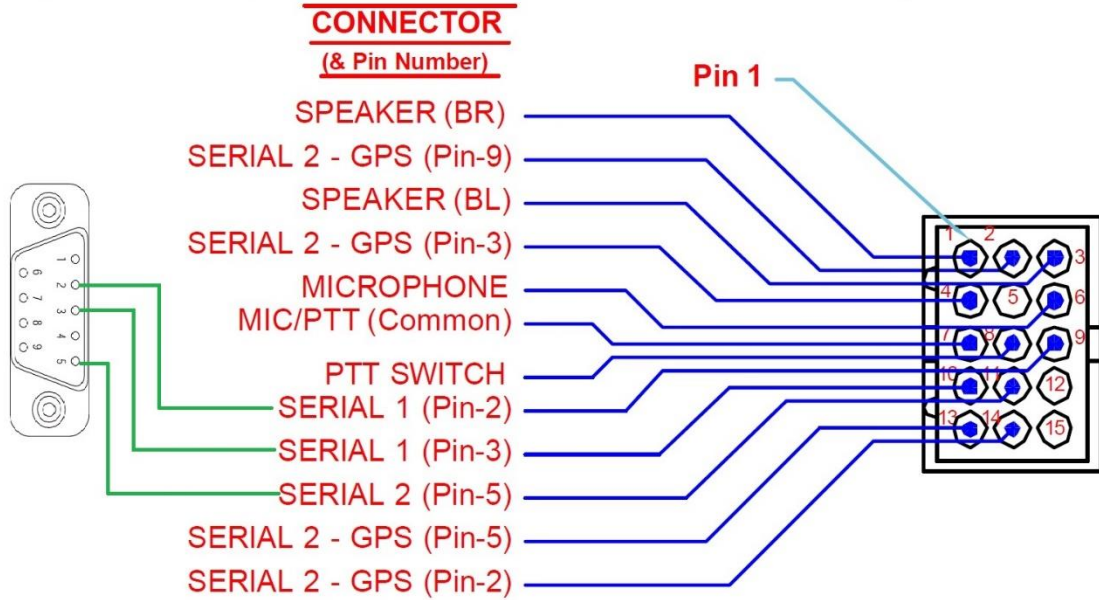 CONNECTOR
(& Pin Number)
Pin 1
SPEAKER (BR)
SERIAL 2 - GPS (Pin-9)
SPEAKER (BL)
SERIAL 2 - GPS (Pin-3)
MICROPHONE
MIC/PTT (Common)
PTT SWITCH
SERIAL 1 (Pin-2)
SERIAL 1 (Pin-3)
SERIAL 2 (Pin-5)
SERIAL 2 - GPS (Pin-5)
SERIAL 2 - GPS (Pin-2)
1
6
2
7
3
8
4
9
5
1 2 3
4 5 6
7 8 9
10 11 12
13 14 15